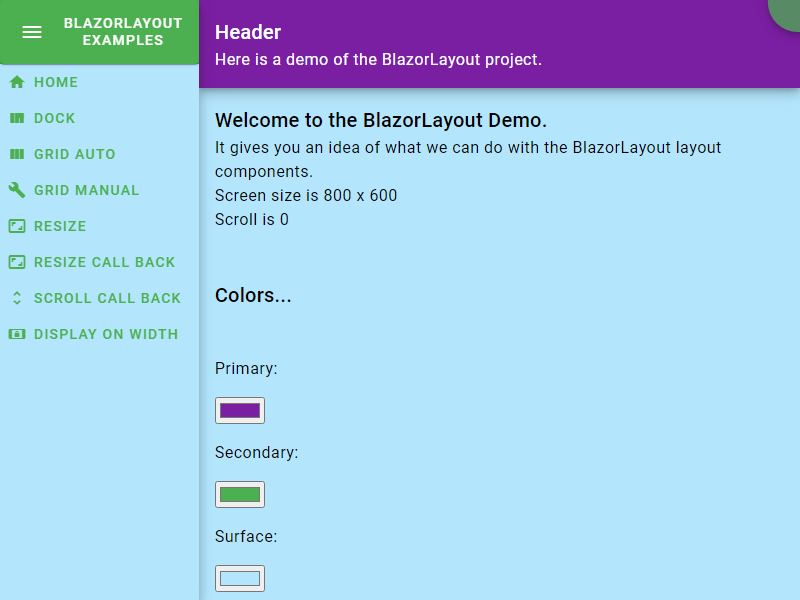 BLAZORLAYOUT
EXAMPLES
HOME
DOCK
GRID AUTO
GRID MANUAL
RESIZE
RESIZE CALL BACK
SCROLL CALL BACK
DISPLAY ON WIDTH
Header
Here is a demo of the BlazorLayout project.
Welcome to the BlazorLayout Demo.
It gives you an idea of what we can do with the BlazorLayout layout
components.
Screen size is 800 x 600
Scroll is 0
Colors...
Primary:
Secondary:
Surface: